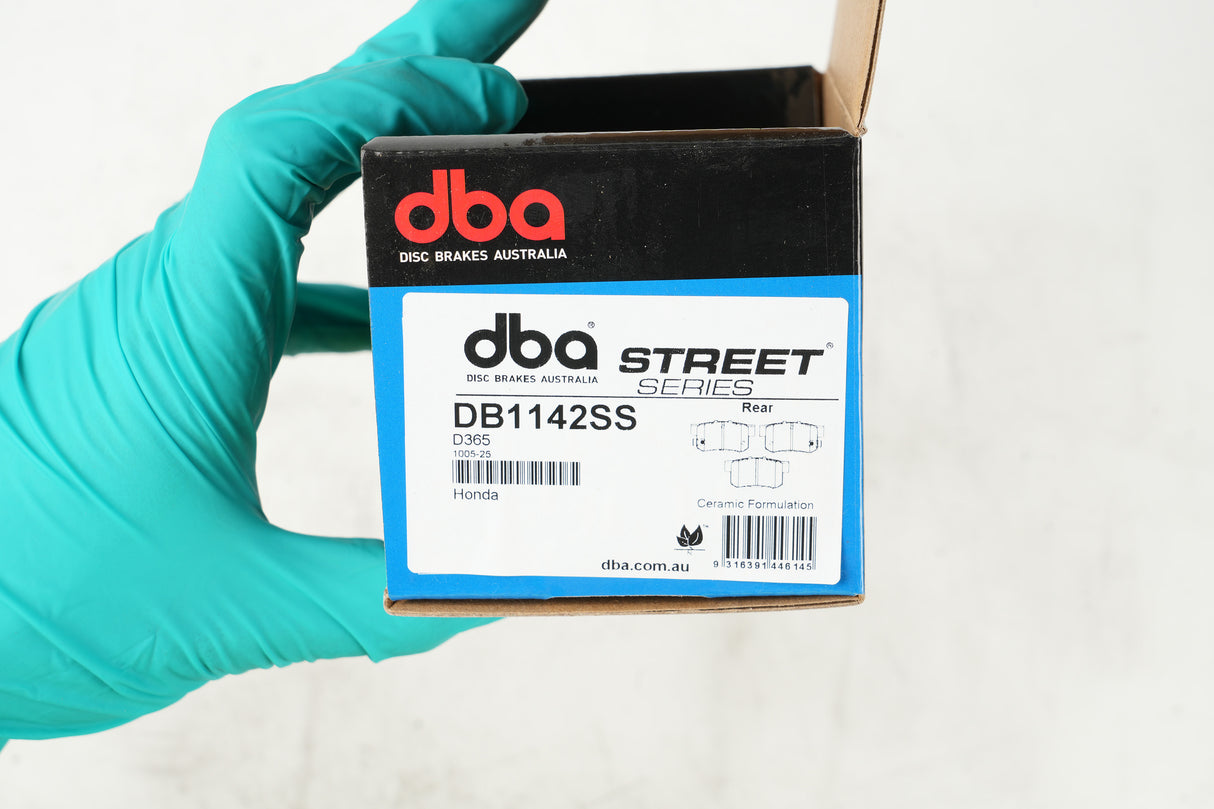 dba
DISC BRAKES AUSTRALIA
dba®
DISC BRAKES AUSTRALIA
STREET®
SERIES
DB1142SS
Rear
D365
1005-25
Honda
Ceramic Formulation
dba.com.au
9 316391 446145